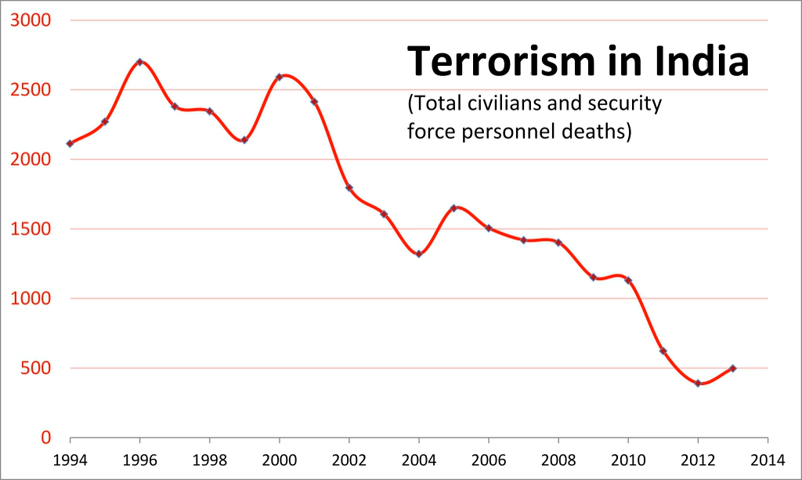 Terrorism in India
(Total civilians and security
force personnel deaths)
3000
2500
2000
1500
1000
500
0
1994 1996 1998 2000 2002 2004 2006 2008 2010 2012 2014